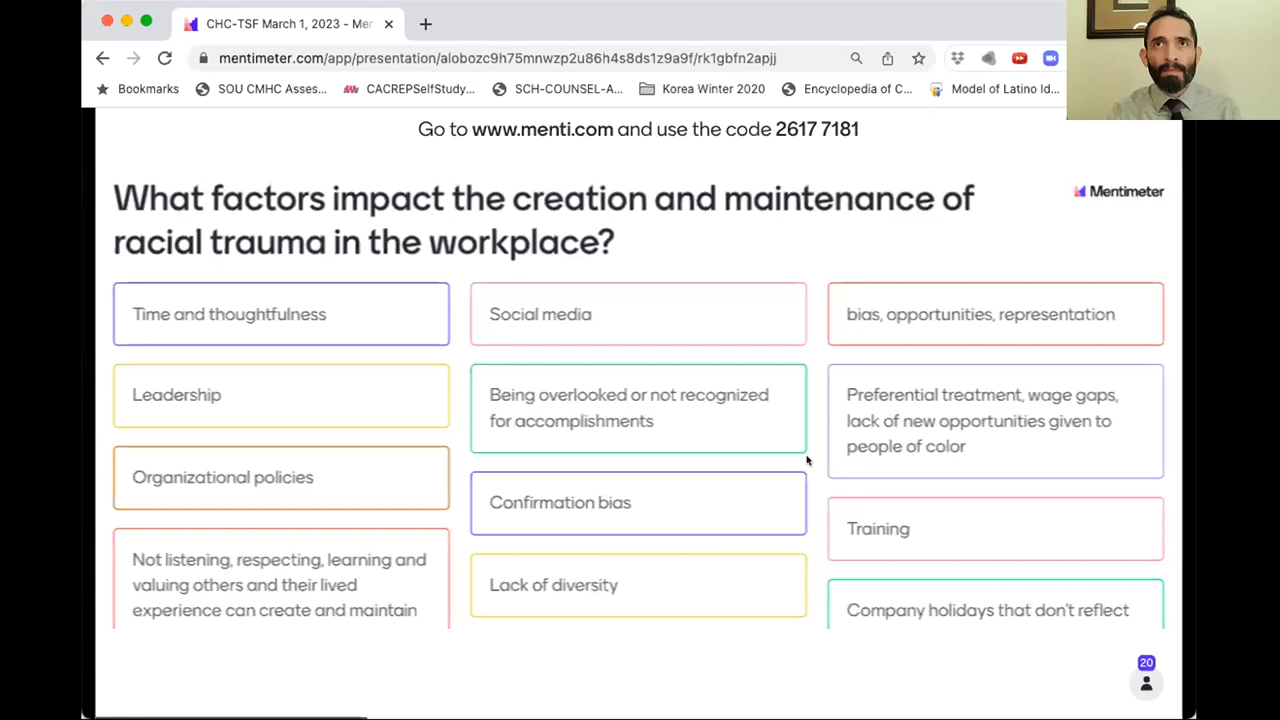 CHC-TSF March 1, 2023 - Mer
mentimeter.com/app/presentation/alobozc9h75mnwzp2u86h4s8ds1z9a9f/rk1gbfn2apjj
Bookmarks
SOU CMHC Asses...
CACREPSelfStudy...
SCH-COUNSEL-A...
Korea Winter 2020
Encyclopedia of C...
Model of Latino Id...
Go to www.menti.com and use the code 2617 7181
What factors impact the creation and maintenance of
racial trauma in the workplace?
Mentimeter
Time and thoughtfulness
Leadership
Organizational policies
Not listening, respecting, learning and
valuing others and their lived
experience can create and maintain
Social media
Being overlooked or not recognized
for accomplishments
Confirmation bias
Lack of diversity
bias, opportunities, representation
Preferential treatment, wage gaps,
lack of new opportunities given to
people of color
Training
Company holidays that don't reflect
20